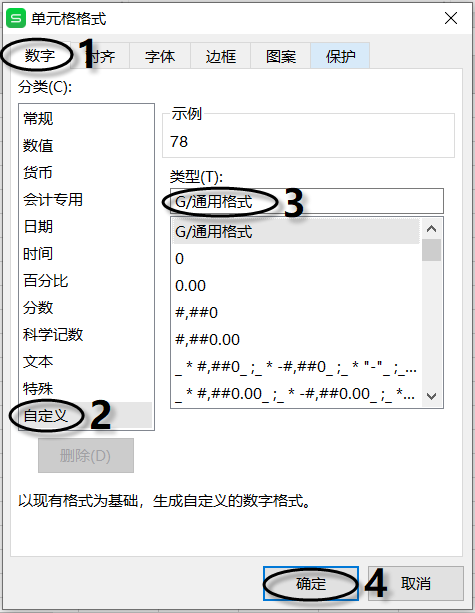 S 单元格格式
数字 1 对齐 字体 边框 图案 保护
分类(C):
常规
数值
货币
会计专用
日期
时间
百分比
分数
科学记数
文本
特殊
自定义 2
删除(D)
示例
78
类型(T):
G/通用格式 3
G/通用格式
0
0.00
#,##0
#,##0.00
_ * #,##0_ ;_ * -#,##0_ ;_ * "-"_ ;_...
_ * #,##0.00_ ;_ * -#,##0.00_ ;_ *...
以现有格式为基础，生成自定义的数字格式。
确定 4 取消